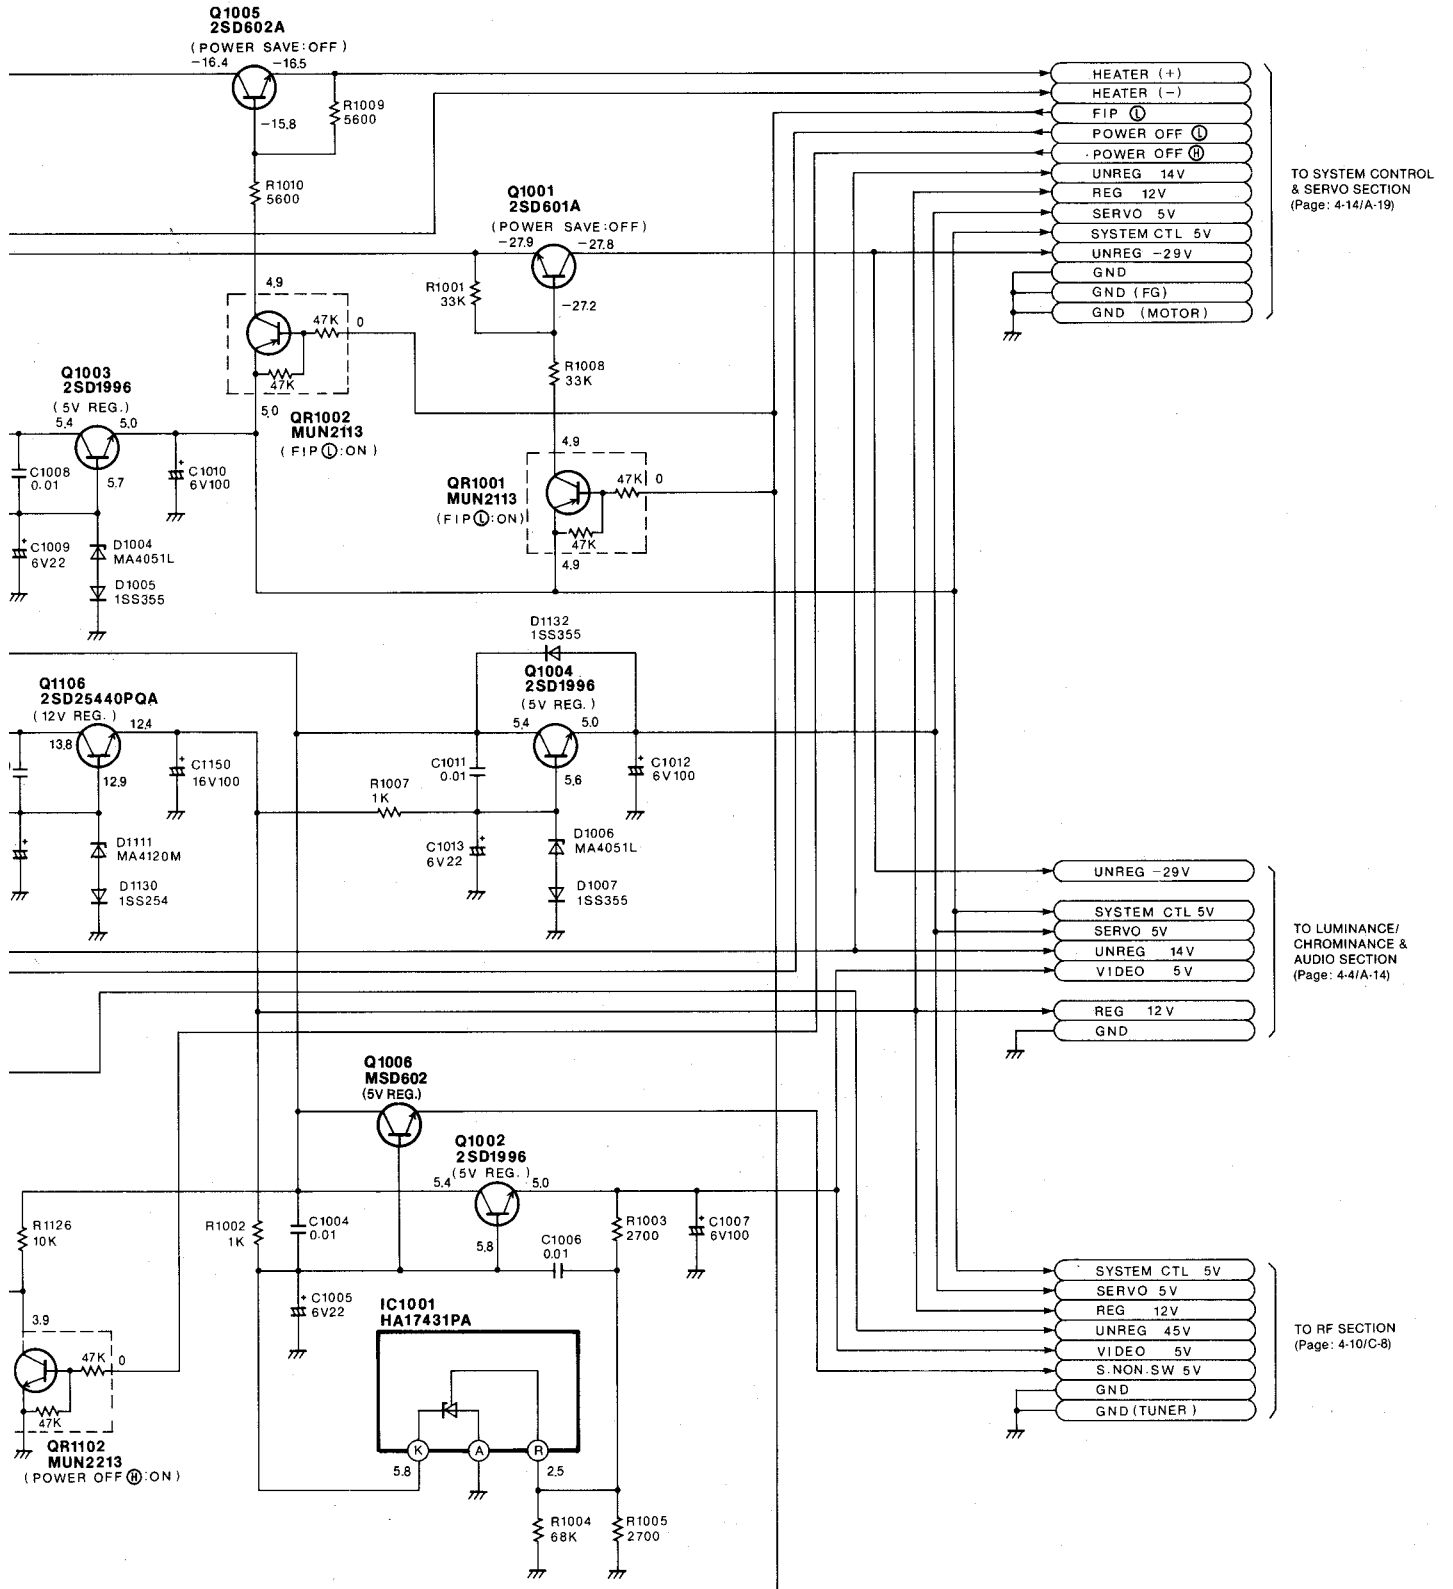 Q1005
2SD602A
(POWER SAVE:OFF)
-16.4
-16.5
-15.8
R1009
5600
R1010
5600
Q1001
2SD601A
(POWER SAVE:OFF)
-27.9
-27.8
-27.2
R1001
33K
R1008
33K
4.9
47K
0
47K
5.0
QR1002
MUN2113
(FIP Ⓛ:ON)
Q1003
2SD1996
(5V REG.)
5.4
5.0
5.7
C1008
0.01
C1010
+
6V100
C1009
+
6V22
D1004
MA4051L
D1005
1SS355
4.9
47K
0
47K
4.9
QR1001
MUN2113
(FIP Ⓛ:ON)
HEATER (+)
HEATER (-)
FIP Ⓛ
POWER OFF Ⓛ
POWER OFF Ⓗ
UNREG 14V
REG 12V
SERVO 5V
SYSTEM CTL 5V
UNREG -29V
GND
GND (FG)
GND (MOTOR)
TO SYSTEM CONTROL
& SERVO SECTION
(Page: 4-14/A-19)
D1132
1SS355
Q1004
2SD1996
(5V REG.)
5.4
5.0
5.6
Q1106
2SD25440PQA
(12V REG.)
12.4
13.8
12.9
+
C1150
16V100
+
D1111
MA4120M
D1130
1SS254
R1007
1K
C1011
0.01
+
C1012
6V100
C1013
+
6V22
D1006
MA4051L
D1007
1SS355
UNREG -29V
SYSTEM CTL 5V
SERVO 5V
UNREG 14V
VIDEO 5V
REG 12V
GND
TO LUMINANCE/
CHROMINANCE &
AUDIO SECTION
(Page: 4-4/A-14)
Q1006
MSD602
(5V REG.)
Q1002
2SD1996
(5V REG.)
5.4
5.0
5.8
R1126
10K
R1002
1K
C1004
0.01
C1006
0.01
R1003
2700
+
C1007
6V100
+
C1005
6V22
3.9
47K
0
47K
QR1102
MUN2213
(POWER OFF Ⓗ:ON)
IC1001
HA17431PA
K
A
R
5.8
2.5
R1004
68K
R1005
2700
SYSTEM CTL 5V
SERVO 5V
REG 12V
UNREG 45V
VIDEO 5V
S.NON.SW 5V
GND
GND (TUNER)
TO RF SECTION
(Page: 4-10/C-8)